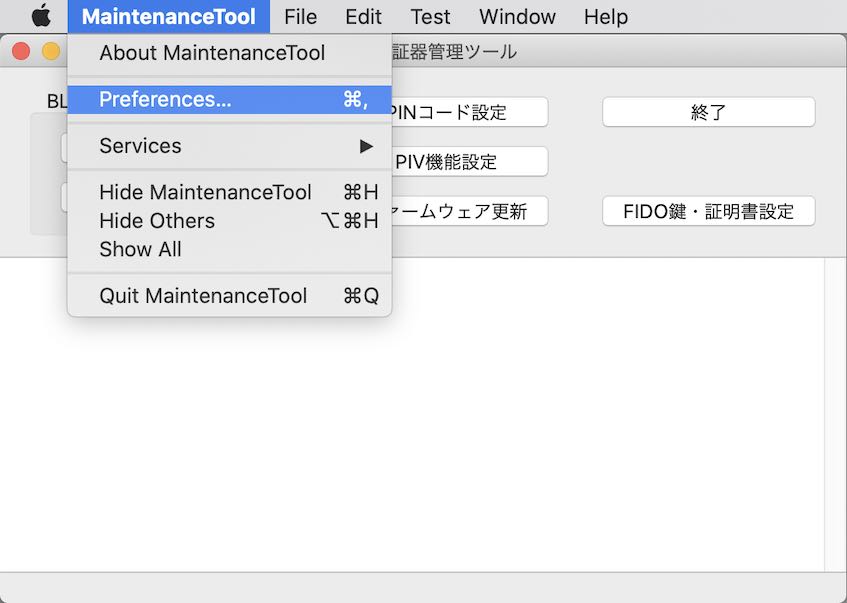 MaintenanceTool File Edit Test Window Help
証器管理ツール
About MaintenanceTool
Preferences... ⌘,
Services ▶
Hide MaintenanceTool ⌘H
Hide Others ⌥⌘H
Show All
Quit MaintenanceTool ⌘Q
BL
PINコード設定
終了
PIV機能設定
ァームウェア更新
FIDO鍵・証明書設定